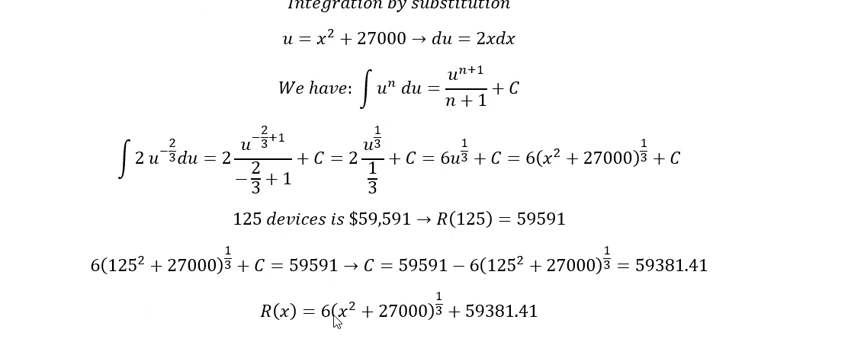 Integration by substitution
u = x² + 27000 → du = 2xdx
We have: ∫ uⁿ du = uⁿ⁺¹/(n + 1) + C
∫ 2 u^(-2/3) du = 2 u^(-2/3+1)/(-2/3 + 1) + C = 2 u^(1/3)/(1/3) + C = 6u^(1/3) + C = 6(x² + 27000)^(1/3) + C
125 devices is $59,591 → R(125) = 59591
6(125² + 27000)^(1/3) + C = 59591 → C = 59591 − 6(125² + 27000)^(1/3) = 59381.41
R(x) = 6(x² + 27000)^(1/3) + 59381.41